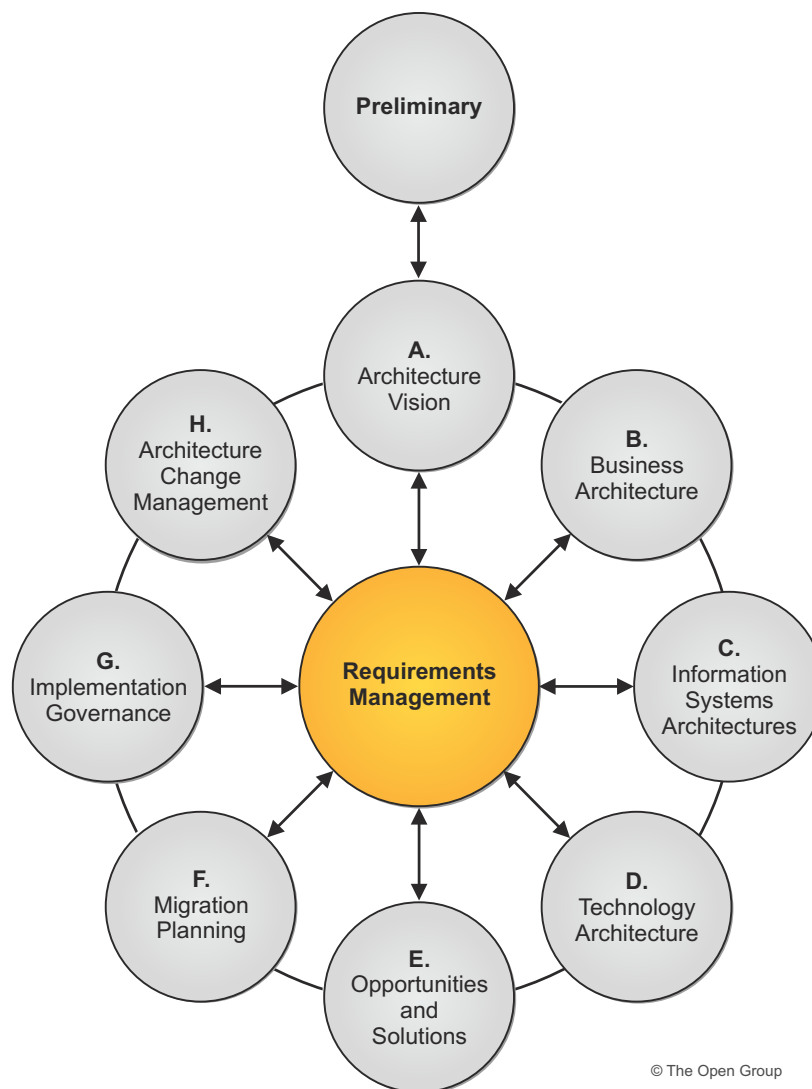 Preliminary
A.
Architecture
Vision
B.
Business
Architecture
C.
Information
Systems
Architectures
D.
Technology
Architecture
E.
Opportunities
and
Solutions
F.
Migration
Planning
G.
Implementation
Governance
H.
Architecture
Change
Management
Requirements
Management
© The Open Group